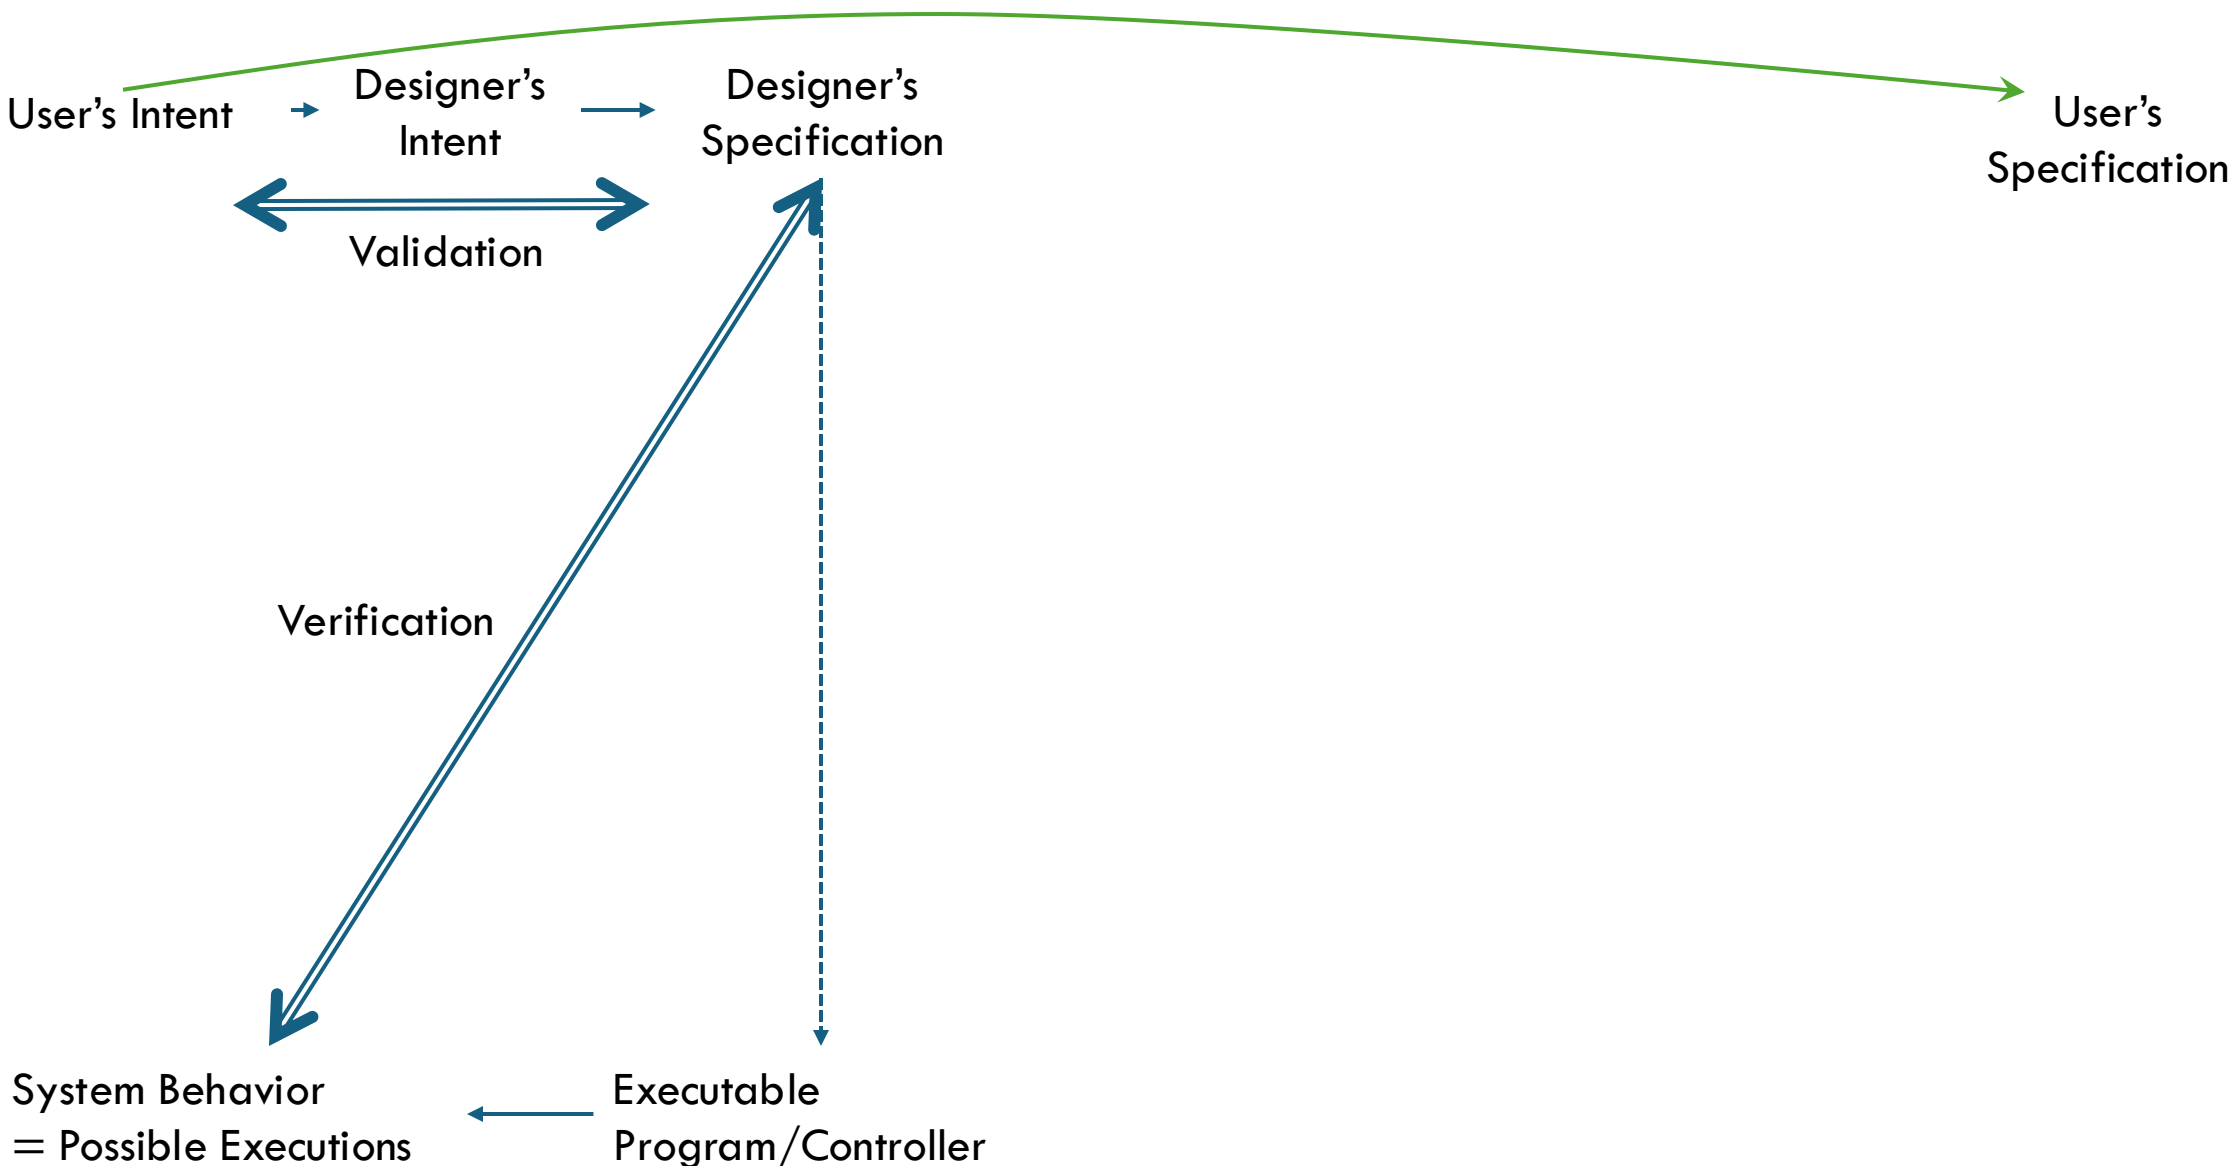 User’s Intent
Designer’s
Intent
Designer’s
Specification
User’s
Specification
Validation
Verification
System Behavior
= Possible Executions
Executable
Program/Controller